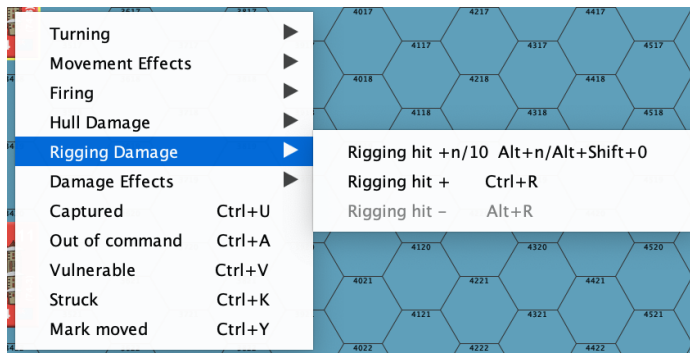 Turning
Movement Effects
Firing
Hull Damage
Rigging Damage
Damage Effects
Captured Ctrl+U
Out of command Ctrl+A
Vulnerable Ctrl+V
Struck Ctrl+K
Mark moved Ctrl+Y
Rigging hit +n/10 Alt+n/Alt+Shift+0
Rigging hit + Ctrl+R
Rigging hit – Alt+R
4017 4217 4417
4117 4317 4517
4018 4218 4418
4118 4318 4518
4120 4320 4520
4021 4221 4421
4121 4321 4521
4022 4222 4422